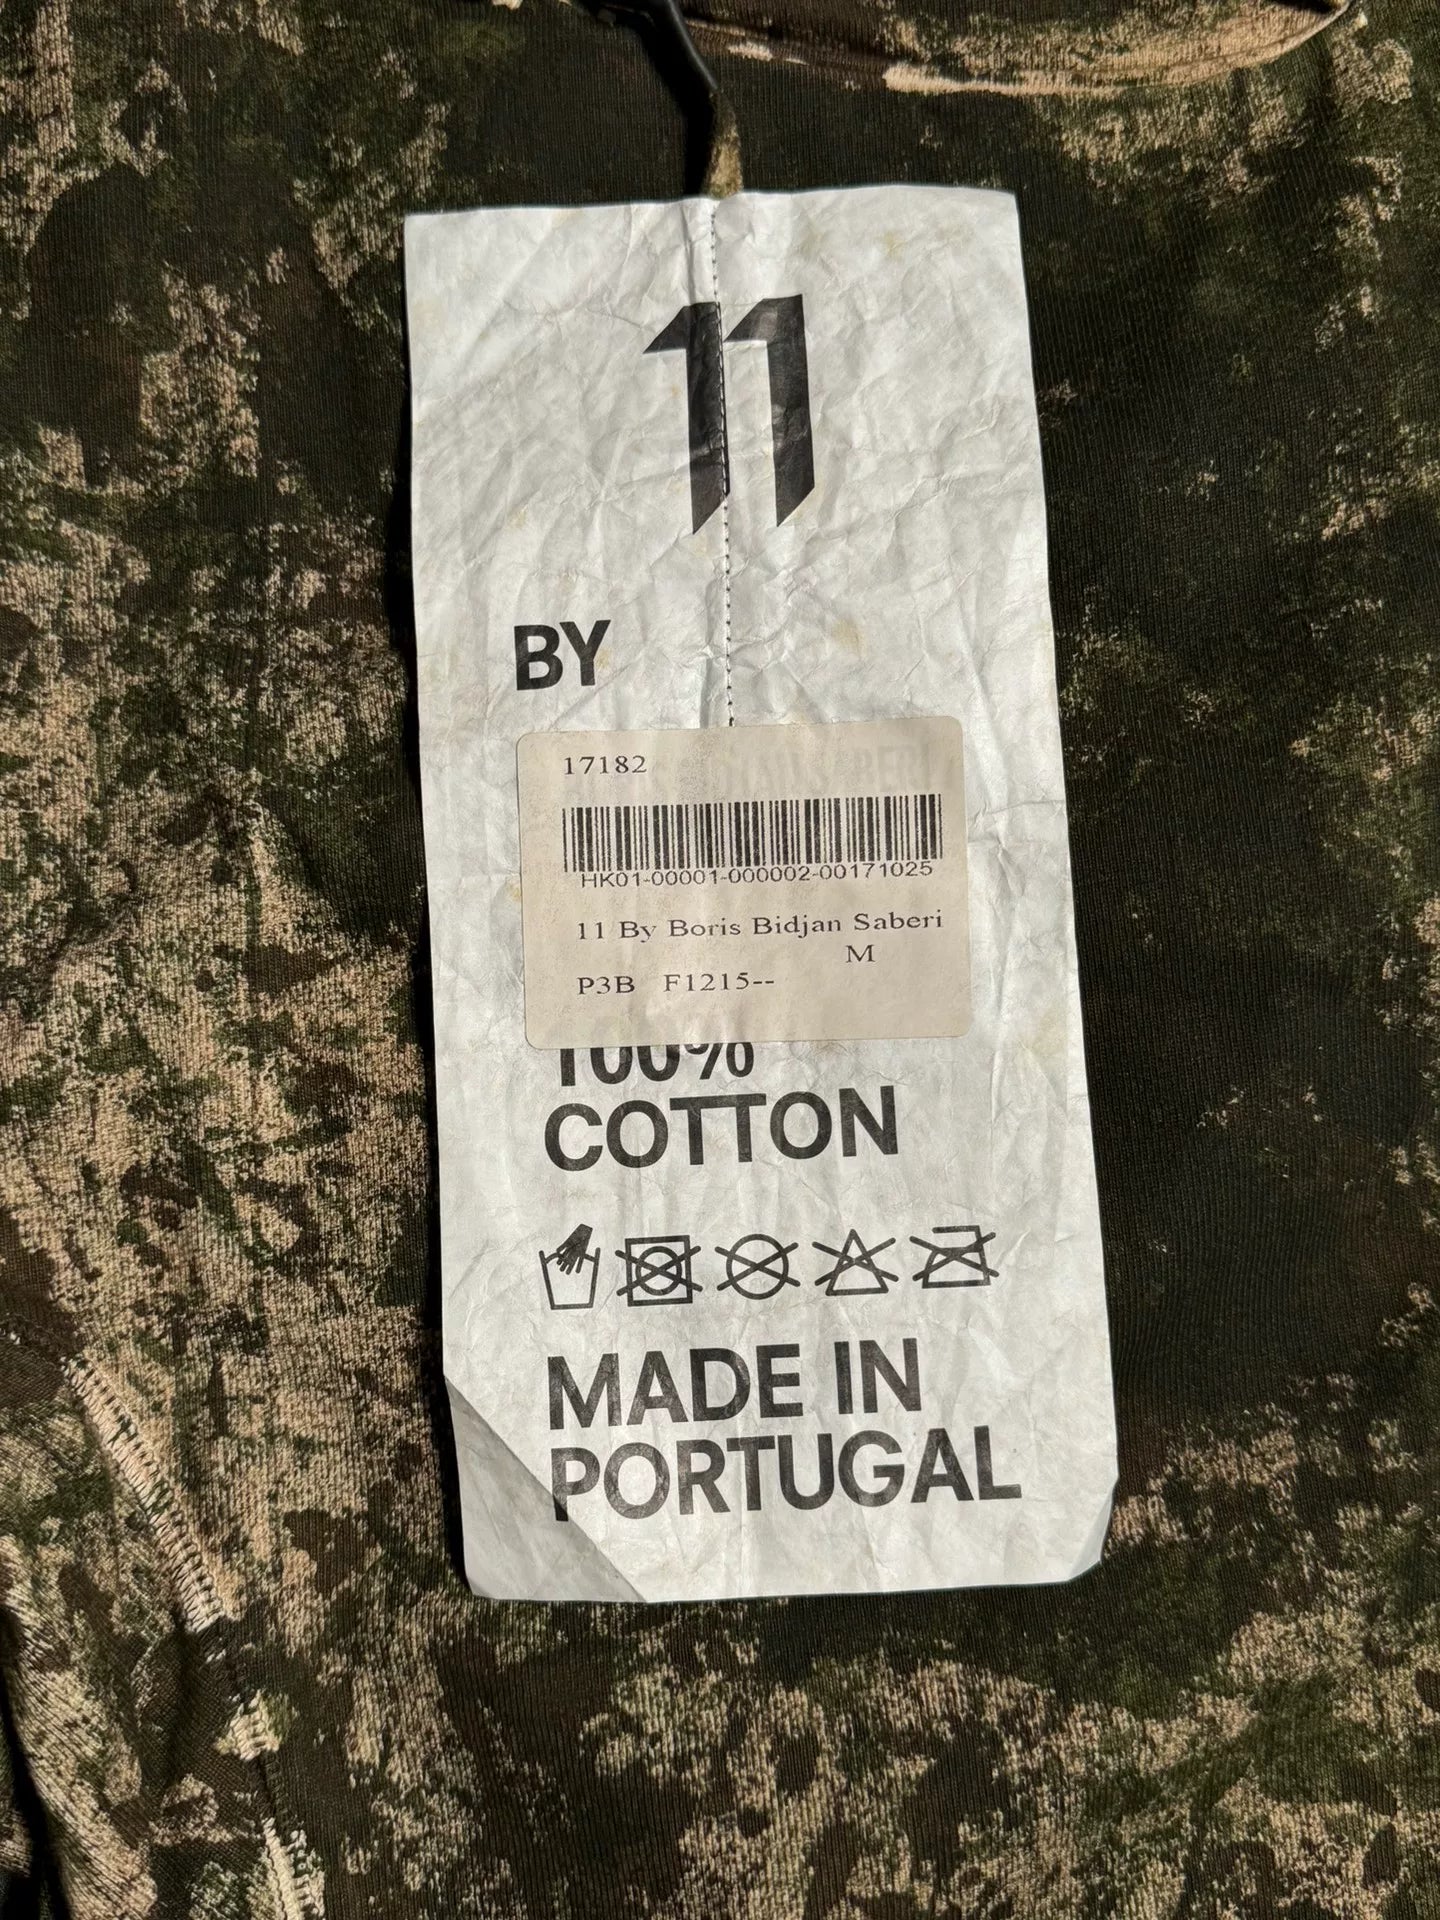 11
BY
17182
HK01-00001-000002-00171025
11 By Boris Bidjan Saberi
M
P3B F1215--
100%
COTTON
MADE IN
PORTUGAL